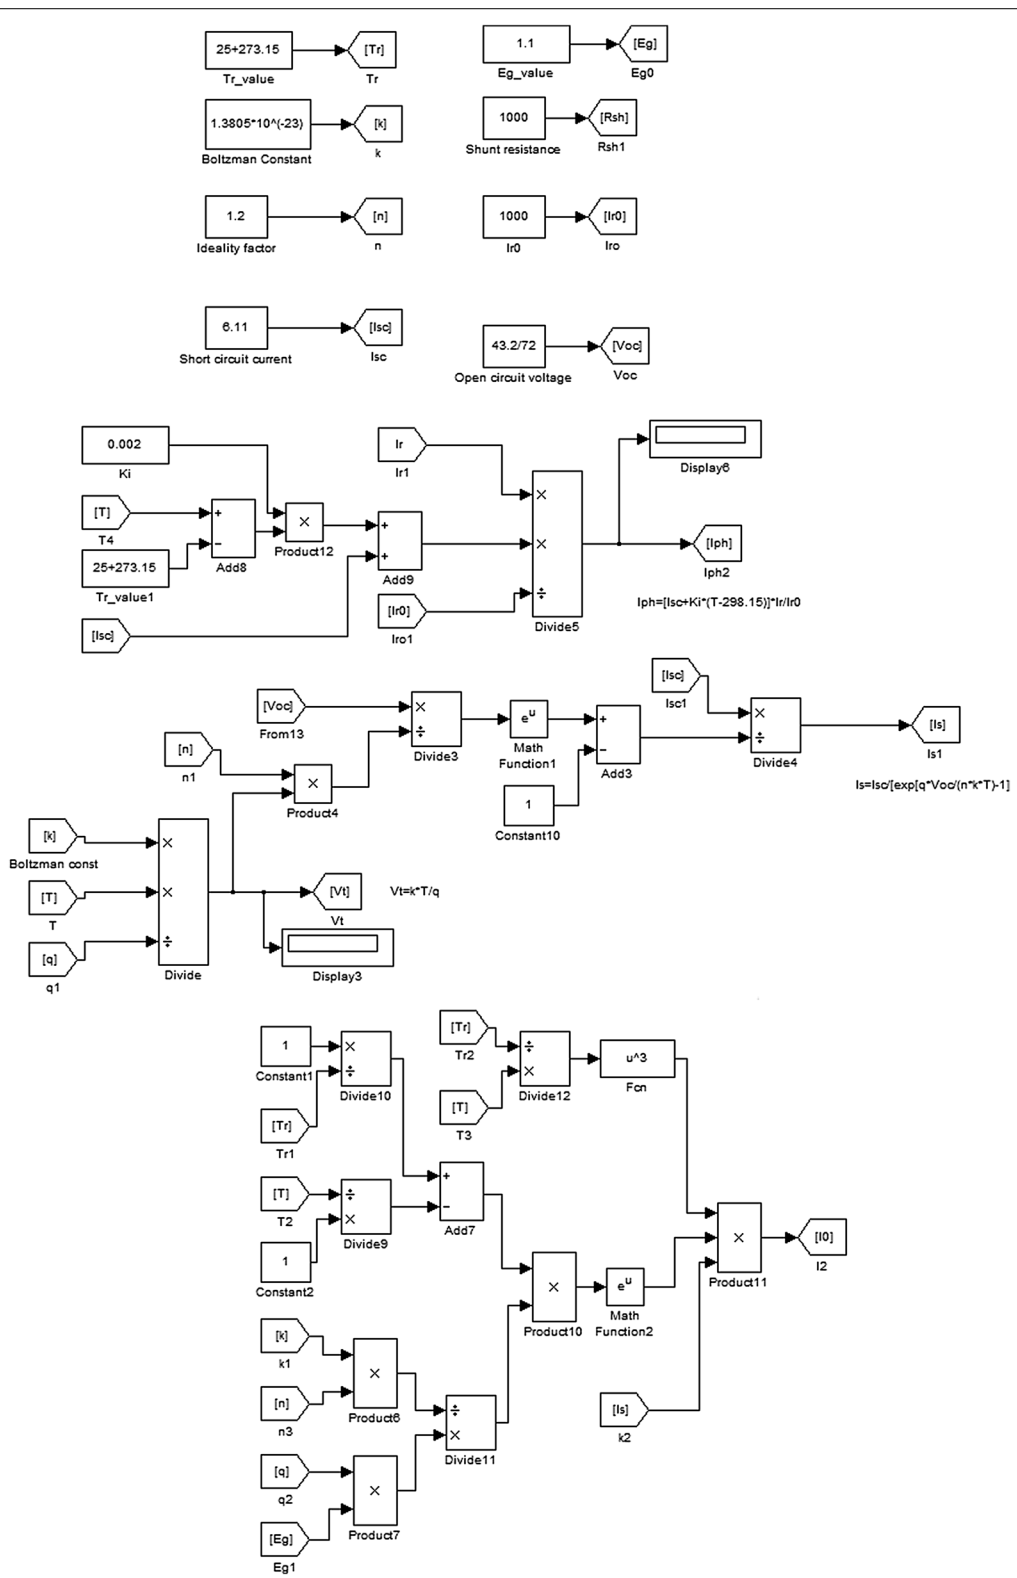 25+273.15
[Tr]
Tr_value
Tr
1.1
[Eg]
Eg_value
Eg0
1.3805*10^(-23)
[k]
Boltzman Constant
k
1000
[Rsh]
Shunt resistance
Rsh1
1.2
[n]
Ideality factor
n
1000
[Ir0]
Ir0
Iro
6.11
[Isc]
Short circuit current
Isc
43.2/72
[Voc]
Open circuit voltage
Voc
0.002
Ki
Ir
Ir1
Display6
[T]
T4
+
−
Add8
×
Product12
+
+
Add9
×
×
÷
Divide5
[Iph]
Iph2
25+273.15
Tr_value1
[Ir0]
Iro1
Iph=[Isc+Ki*(T-298.15)]*Ir/Ir0
[Isc]
[Isc]
Isc1
[Voc]
From13
×
÷
Divide3
e^u
Math
Function1
+
−
Add3
×
÷
Divide4
[Is]
Is1
[n]
n1
×
Product4
1
Constant10
Is=Isc/[exp[q*Voc/(n*k*T)-1]
[k]
Boltzman const
[T]
T
[q]
q1
×
×
÷
Divide
[Vt]
Vt
Vt=k*T/q
Display3
1
Constant1
×
÷
Divide10
[Tr]
Tr1
[Tr]
Tr2
÷
×
Divide12
u^3
Fcn
[T]
T3
[T]
T2
÷
×
Divide9
1
Constant2
+
−
Add7
×
Product10
e^u
Math
Function2
×
Product11
[I0]
I2
[k]
k1
[n]
n3
×
Product6
÷
×
Divide11
[Is]
k2
[q]
q2
×
Product7
[Eg]
Eg1